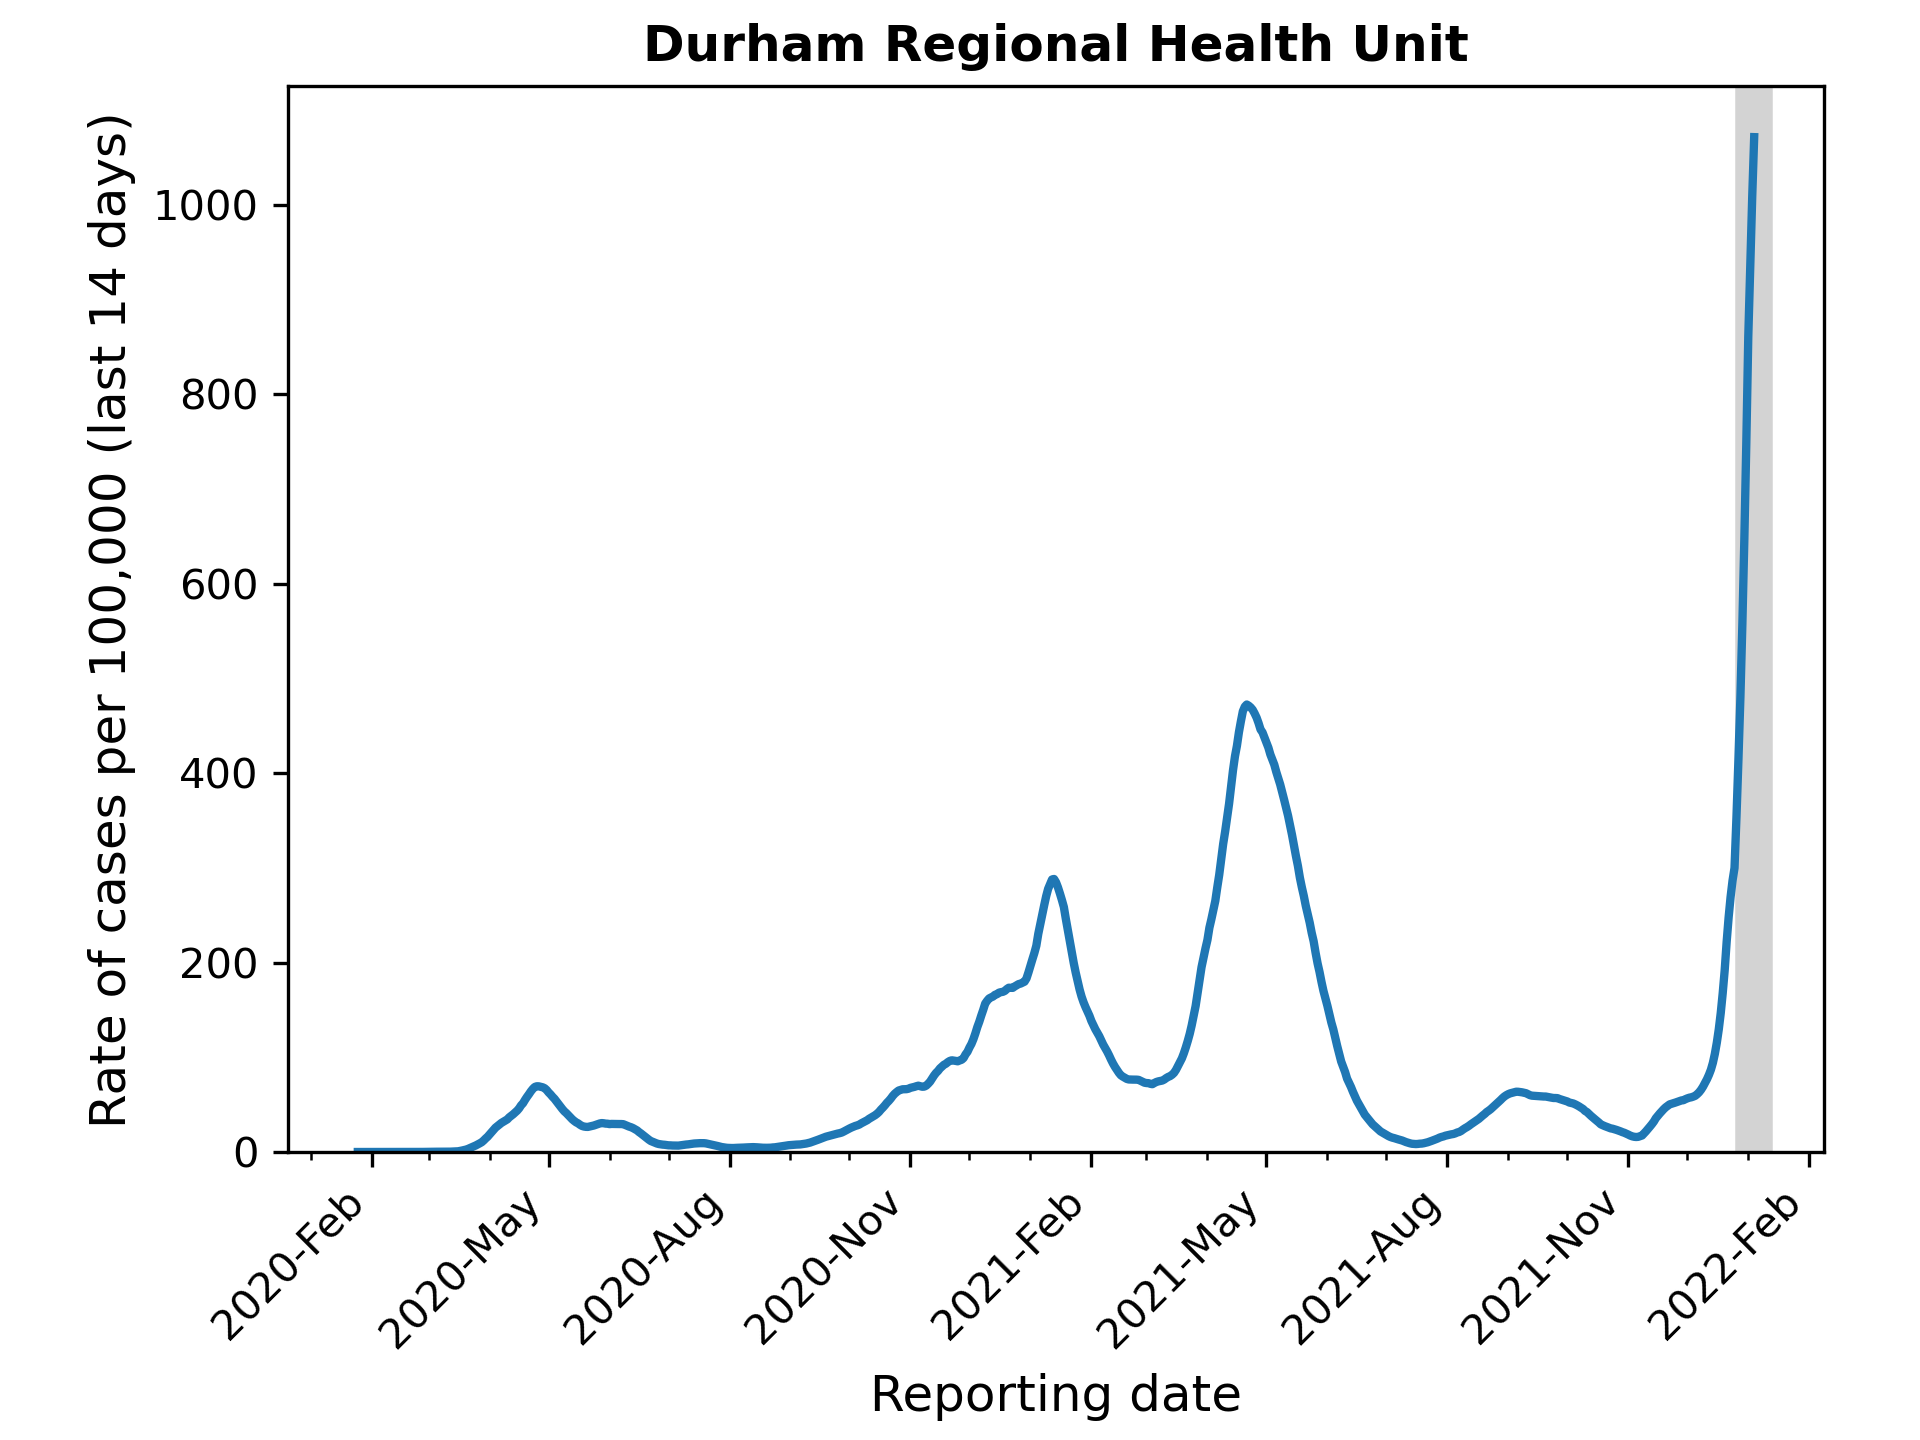 Durham Regional Health Unit
Rate of cases per 100,000 (last 14 days)
1000
800
600
400
200
0
2020-Feb
2020-May
2020-Aug
2020-Nov
2021-Feb
2021-May
2021-Aug
2021-Nov
2022-Feb
Reporting date